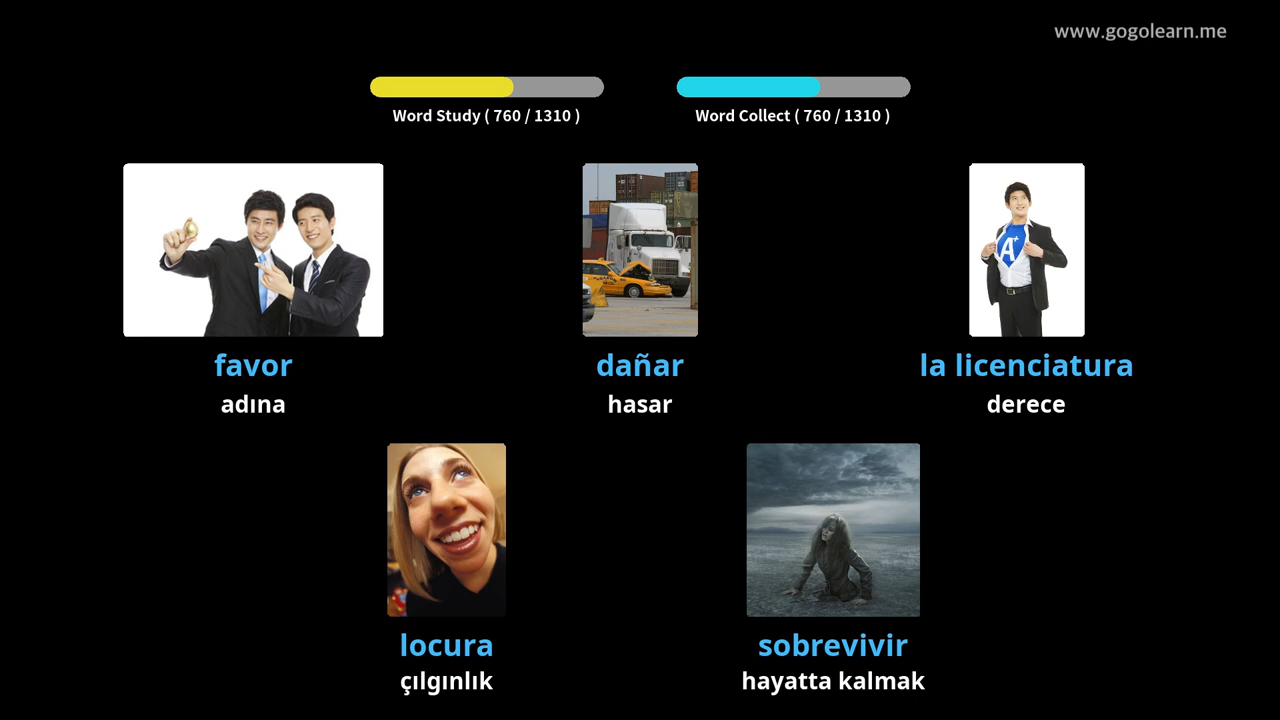 www.gogolearn.me
Word Study ( 760 / 1310 )
Word Collect ( 760 / 1310 )
A+
favor
adına
dañar
hasar
la licenciatura
derece
locura
çılgınlık
sobrevivir
hayatta kalmak